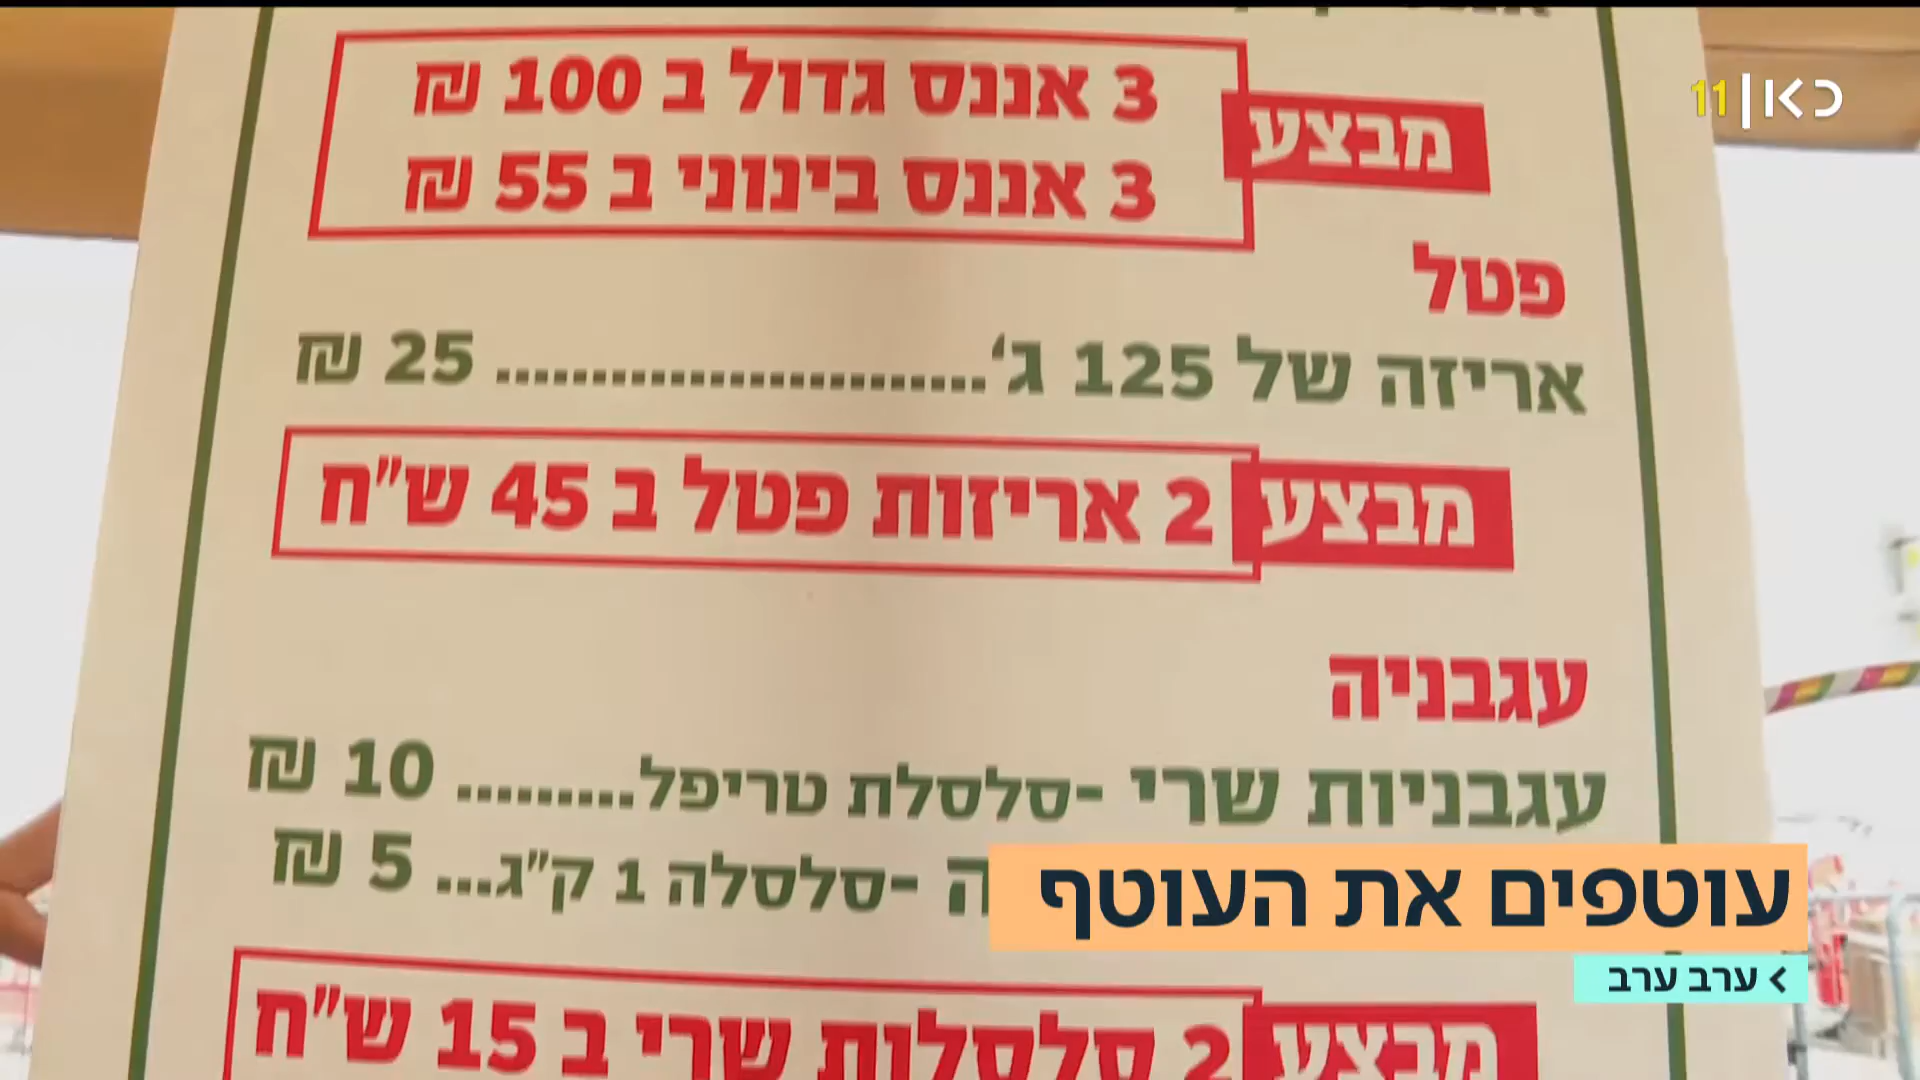 כאן|11
מבצע
3 אננס גדול ב 100 ₪
3 אננס בינוני ב 55 ₪
פטל
אריזה של 125 ג'......................... 25 ₪
מבצע 2 אריזות פטל ב 45 ש"ח
עגבניה
עגבניות שרי -סלסלת טריפל......... 10 ₪
-סלסלה 1 ק"ג... 5 ₪
מבצע 2 סלסלות שרי ב 15 ש"ח
עוטפים את העוטף
ערב ערב